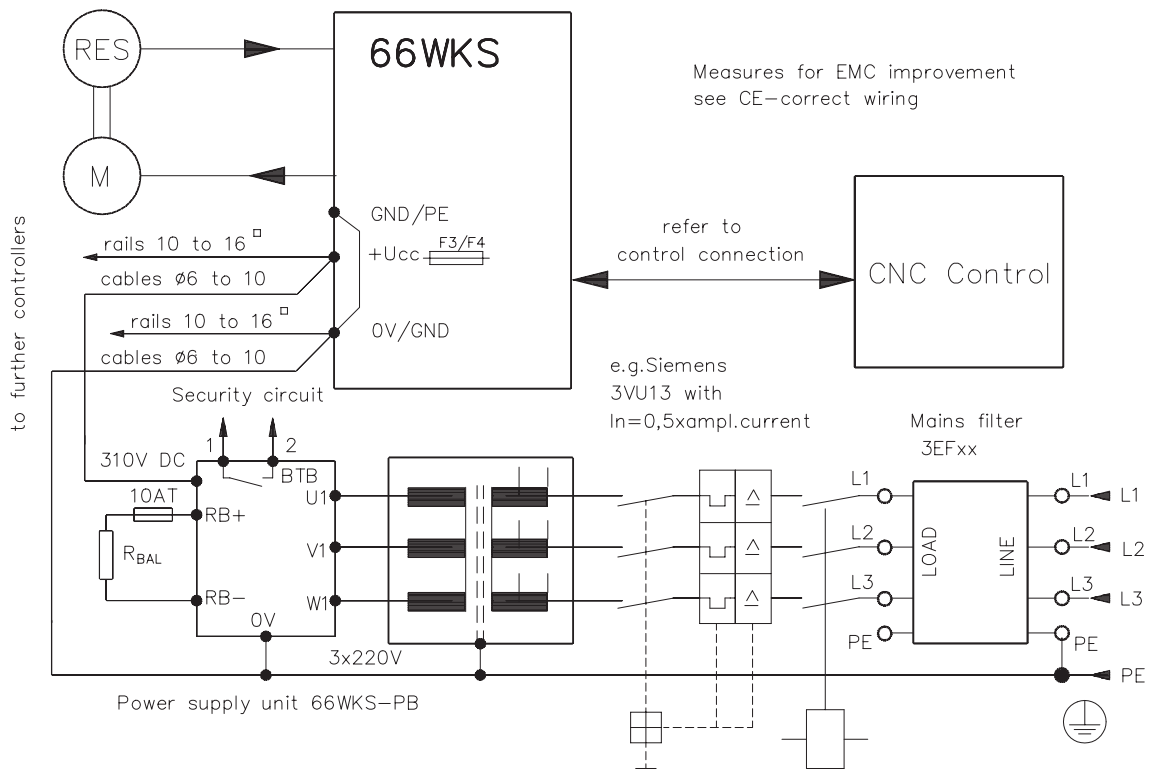 RES
66WKS
Measures for EMC improvement
see CE-correct wiring
M
to further controllers
GND/PE
rails 10 to 16 □
+Ucc
F3/F4
cables ø6 to 10
rails 10 to 16 □
0V/GND
cables ø6 to 10
refer to
control connection
CNC Control
e.g.Siemens
3VU13 with
In=0,5xampl.current
Security circuit
Mains filter
3EFxx
1
2
310V DC
BTB
10AT
RB+
RBAL
RB-
0V
U1
V1
W1
3x220V
L1
L2
L3
PE
LOAD
LINE
L1
L2
L3
PE
L1
L2
L3
PE
Power supply unit 66WKS-PB